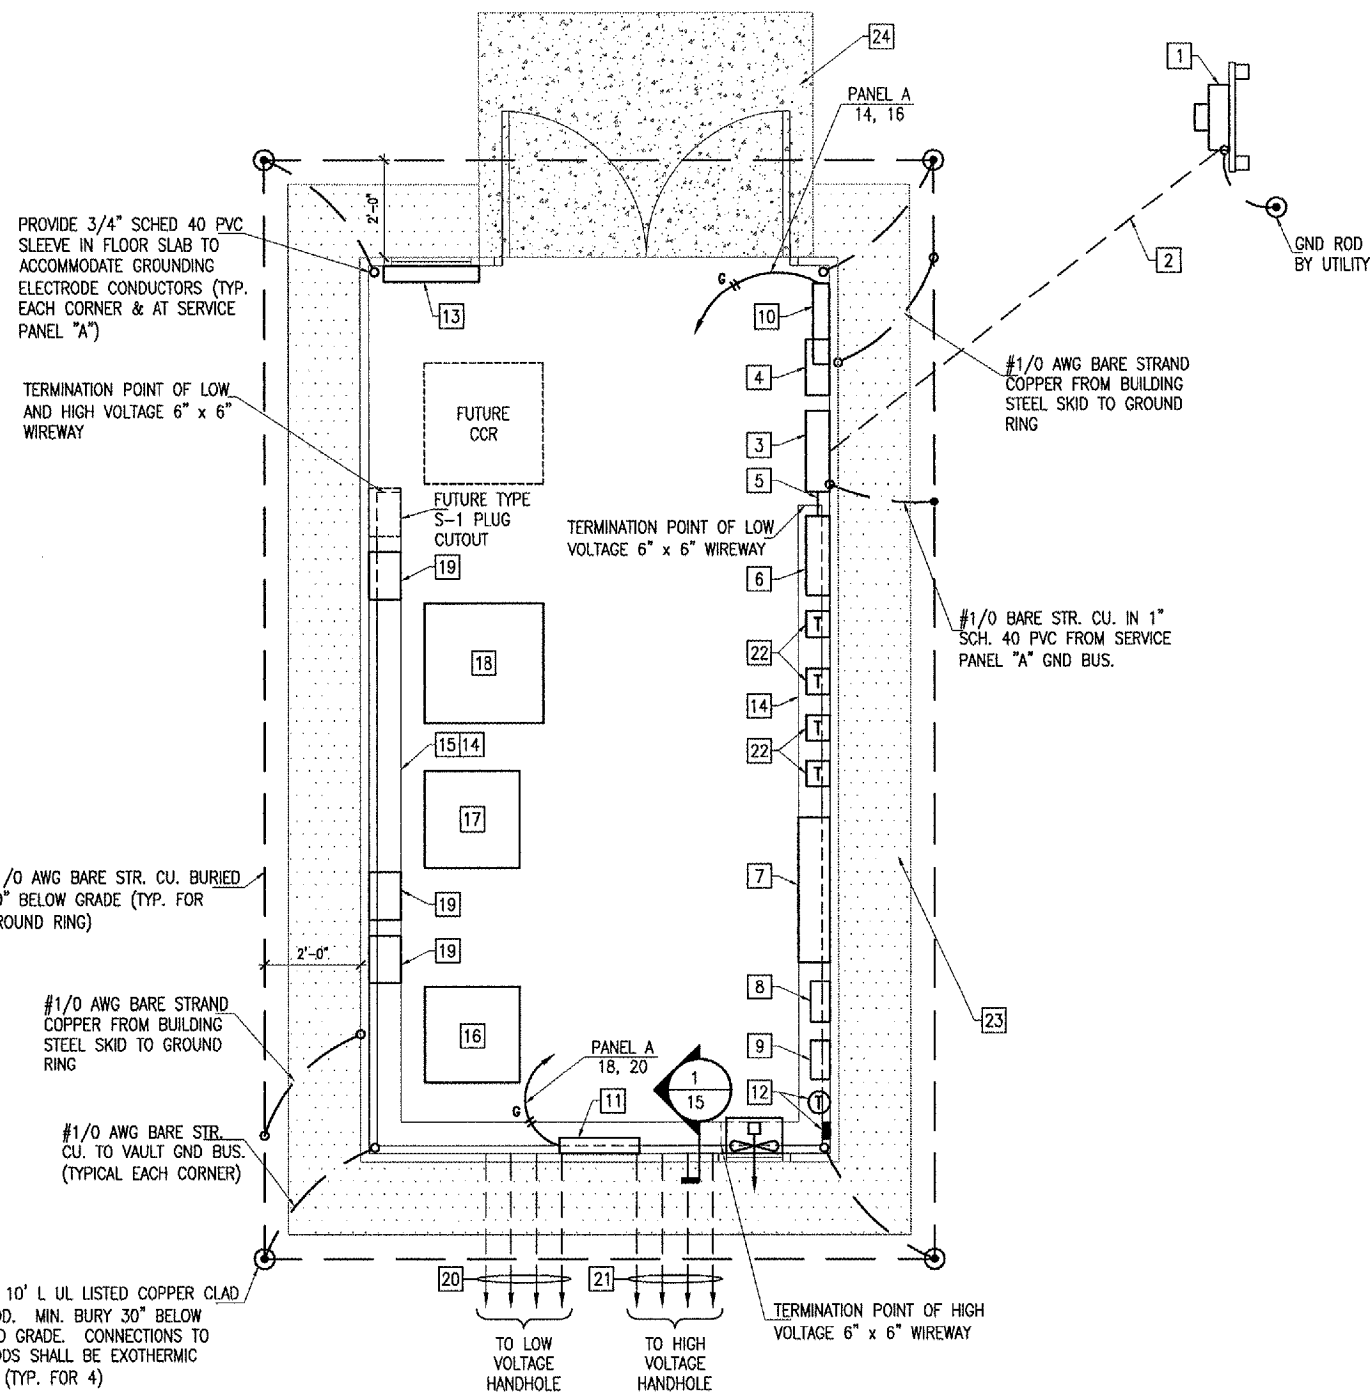 24
1
PANEL A
14, 16
2'-0"
PROVIDE 3/4" SCHED 40 PVC
SLEEVE IN FLOOR SLAB TO
ACCOMMODATE GROUNDING
ELECTRODE CONDUCTORS (TYP.
EACH CORNER & AT SERVICE
PANEL "A")
GND ROD
BY UTILITY
2
G
13
10
4
#1/0 AWG BARE STRAND
COPPER FROM BUILDING
STEEL SKID TO GROUND
RING
TERMINATION POINT OF LOW
AND HIGH VOLTAGE 6" x 6"
WIREWAY
FUTURE
CCR
3
5
FUTURE TYPE
S-1 PLUG
CUTOUT
TERMINATION POINT OF LOW
VOLTAGE 6" x 6" WIREWAY
19
6
#1/0 BARE STR. CU. IN 1"
SCH. 40 PVC FROM SERVICE
PANEL "A" GND BUS.
T
22
18
T
14
T
22
15 14
T
17
7
/0 AWG BARE STR. CU. BURIED
" BELOW GRADE (TYP. FOR
ROUND RING)
19
19
2'-0"
8
#1/0 AWG BARE STRAND
COPPER FROM BUILDING
STEEL SKID TO GROUND
RING
23
16
9
PANEL A
18, 20
1
15
12
T
11
G
#1/0 AWG BARE STR.
CU. TO VAULT GND BUS.
(TYPICAL EACH CORNER)
20
21
10' L UL LISTED COPPER CLAD
D. MIN. BURY 30" BELOW
D GRADE. CONNECTIONS TO
DS SHALL BE EXOTHERMIC
(TYP. FOR 4)
TERMINATION POINT OF HIGH
VOLTAGE 6" x 6" WIREWAY
TO LOW
VOLTAGE
HANDHOLE
TO HIGH
VOLTAGE
HANDHOLE